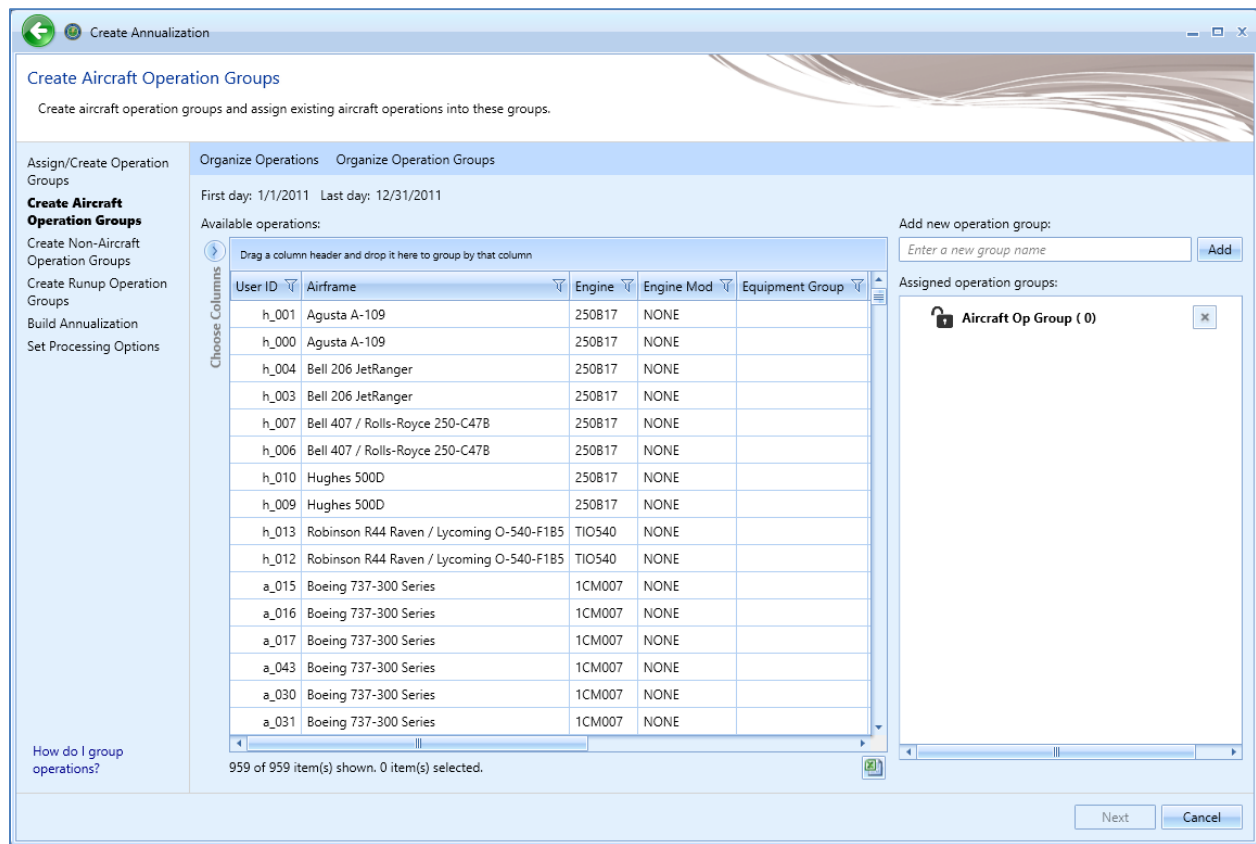 Create Annualization
Create Aircraft Operation Groups
Create aircraft operation groups and assign existing aircraft operations into these groups.
Assign/Create Operation
Groups
Create Aircraft
Operation Groups
Create Non-Aircraft
Operation Groups
Create Runup Operation
Groups
Build Annualization
Set Processing Options
How do I group
operations?
Organize Operations Organize Operation Groups
First day: 1/1/2011 Last day: 12/31/2011
Available operations:
Choose Columns
Drag a column header and drop it here to group by that column
User ID Airframe Engine Engine Mod Equipment Group
h_001 Agusta A-109 250B17 NONE
h_000 Agusta A-109 250B17 NONE
h_004 Bell 206 JetRanger 250B17 NONE
h_003 Bell 206 JetRanger 250B17 NONE
h_007 Bell 407 / Rolls-Royce 250-C47B 250B17 NONE
h_006 Bell 407 / Rolls-Royce 250-C47B 250B17 NONE
h_010 Hughes 500D 250B17 NONE
h_009 Hughes 500D 250B17 NONE
h_013 Robinson R44 Raven / Lycoming O-540-F1B5 TIO540 NONE
h_012 Robinson R44 Raven / Lycoming O-540-F1B5 TIO540 NONE
a_015 Boeing 737-300 Series 1CM007 NONE
a_016 Boeing 737-300 Series 1CM007 NONE
a_017 Boeing 737-300 Series 1CM007 NONE
a_043 Boeing 737-300 Series 1CM007 NONE
a_030 Boeing 737-300 Series 1CM007 NONE
a_031 Boeing 737-300 Series 1CM007 NONE
959 of 959 item(s) shown. 0 item(s) selected.
Add new operation group:
Enter a new group name Add
Assigned operation groups:
Aircraft Op Group ( 0)
Next Cancel